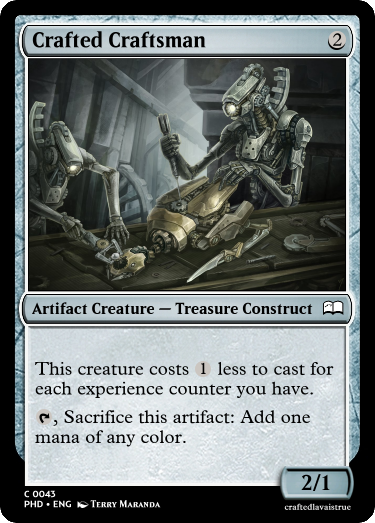 Crafted Craftsman 2
Artifact Creature — Treasure Construct
This creature costs 1 less to cast for
each experience counter you have.
, Sacrifice this artifact: Add one
mana of any color.
2/1
C 0043
PHD • ENG Terry Maranda
craftedlavaistrue